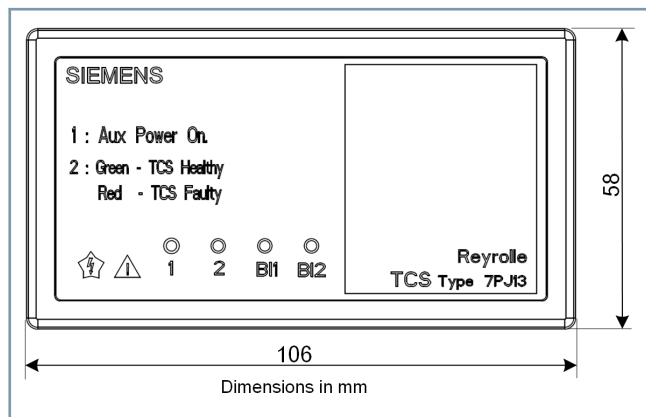 SIEMENS
1 : Aux Power On.
2 : Green - TCS Healthy
Red - TCS Faulty
1 2 BI1 BI2
Reyrolle
TCS Type 7PJ13
58
106
Dimensions in mm